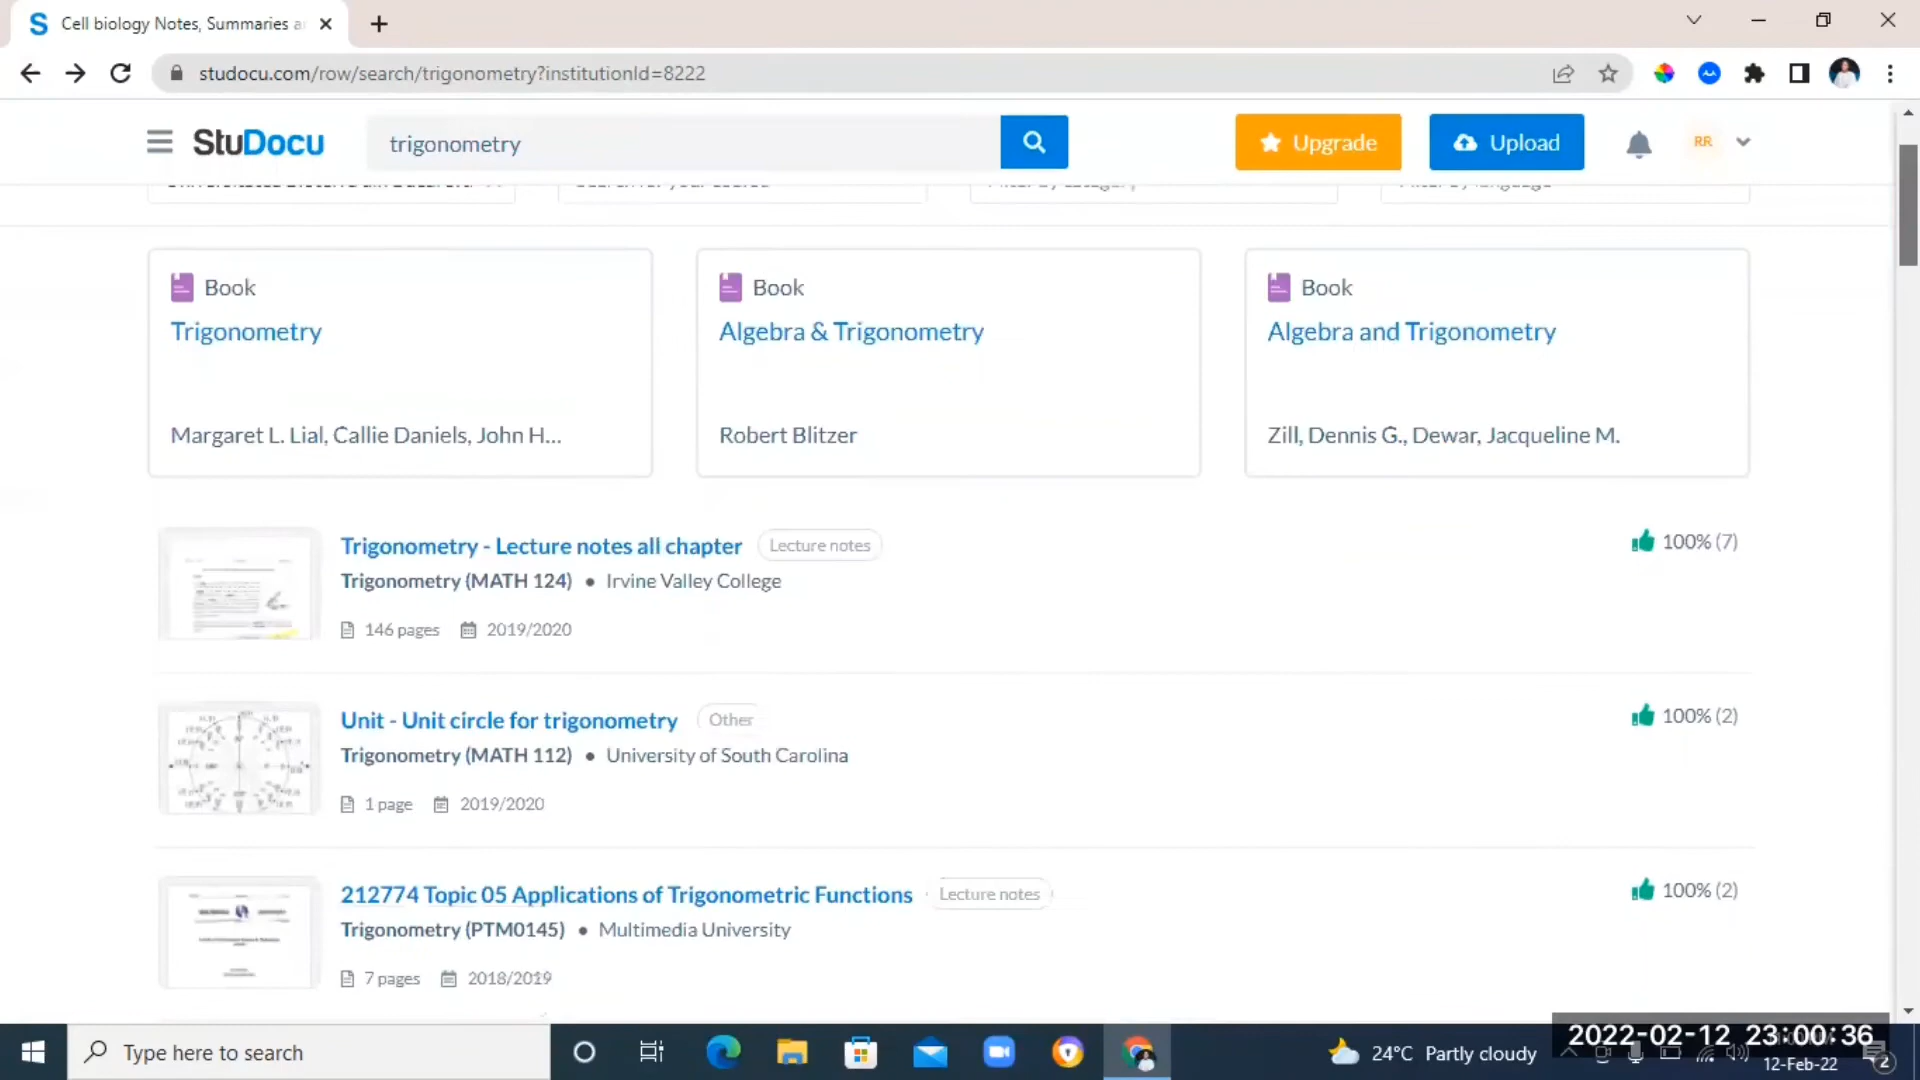 Cell biology Notes, Summaries a
studocu.com/row/search/trigonometry?institutionId=8222
StuDocu
trigonometry
Upgrade
Upload
RR
Book
Trigonometry
Margaret L. Lial, Callie Daniels, John H...
Book
Algebra & Trigonometry
Robert Blitzer
Book
Algebra and Trigonometry
Zill, Dennis G., Dewar, Jacqueline M.
Trigonometry - Lecture notes all chapter Lecture notes
100% (7)
Trigonometry (MATH 124) • Irvine Valley College
146 pages 2019/2020
Unit - Unit circle for trigonometry Other
100% (2)
Trigonometry (MATH 112) • University of South Carolina
1 page 2019/2020
212774 Topic 05 Applications of Trigonometric Functions Lecture notes
100% (2)
Trigonometry (PTM0145) • Multimedia University
7 pages 2018/2019
Type here to search
24°C Partly cloudy
2022-02-12 23:00:36
12-Feb-22
2